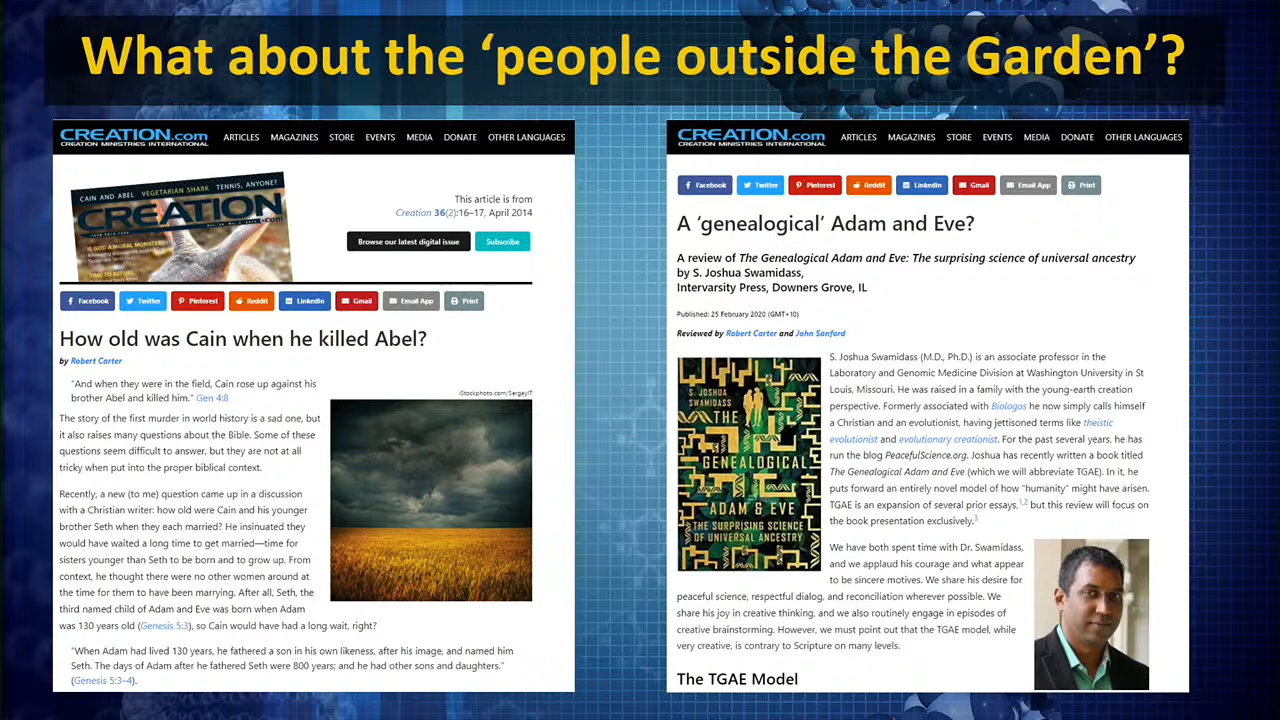 What about the ‘people outside the Garden’?
CREATION.com
CREATION MINISTRIES INTERNATIONAL
ARTICLES MAGAZINES STORE EVENTS MEDIA DONATE OTHER LANGUAGES
CAIN AND ABEL VEGETARIAN SHARK TENNIS, ANYONE?
CREATION
.com
IS GOD A MORAL MONSTER?
TIME TO REFUEL
This article is from
Creation 36(2):16–17, April 2014
Browse our latest digital issue Subscribe
Facebook Twitter Pinterest Reddit LinkedIn Gmail Email App Print
How old was Cain when he killed Abel?
by Robert Carter
“And when they were in the field, Cain rose up against his
brother Abel and killed him.” Gen 4:8
iStockphoto.com/SergeyIT
The story of the first murder in world history is a sad one, but
it also raises many questions about the Bible. Some of these
questions seem difficult to answer, but they are not at all
tricky when put into the proper biblical context.
Recently, a new (to me) question came up in a discussion
with a Christian writer: how old were Cain and his younger
brother Seth when they each married? He insinuated they
would have waited a long time to get married—time for
sisters younger than Seth to be born and to grow up. From
context, he thought there were no other women around at
the time for them to have been marrying. After all, Seth, the
third named child of Adam and Eve was born when Adam
was 130 years old (Genesis 5:3), so Cain would have had a long wait, right?
“When Adam had lived 130 years, he fathered a son in his own likeness, after his image, and named him
Seth. The days of Adam after he fathered Seth were 800 years; and he had other sons and daughters.”
(Genesis 5:3–4).
CREATION.com
CREATION MINISTRIES INTERNATIONAL
ARTICLES MAGAZINES STORE EVENTS MEDIA DONATE OTHER LANGUAGES
Facebook Twitter Pinterest Reddit LinkedIn Gmail Email App Print
A ‘genealogical’ Adam and Eve?
A review of The Genealogical Adam and Eve: The surprising science of universal ancestry
by S. Joshua Swamidass,
Intervarsity Press, Downers Grove, IL
Published: 25 February 2020 (GMT+10)
Reviewed by Robert Carter and John Sanford
S. JOSHUA
SWAMIDASS
THE
GENEALOGICAL
ADAM & EVE
THE SURPRISING SCIENCE
OF UNIVERSAL ANCESTRY
S. Joshua Swamidass (M.D., Ph.D.) is an associate professor in the
Laboratory and Genomic Medicine Division at Washington University in St
Louis, Missouri. He was raised in a family with the young-earth creation
perspective. Formerly associated with Biologos he now simply calls himself
a Christian and an evolutionist, having jettisoned terms like theistic
evolutionist and evolutionary creationist. For the past several years, he has
run the blog PeacefulScience.org. Joshua has recently written a book titled
The Genealogical Adam and Eve (which we will abbreviate TGAE). In it, he
puts forward an entirely novel model of how “humanity” might have arisen.
TGAE is an expansion of several prior essays,1,2 but this review will focus on
the book presentation exclusively.3
We have both spent time with Dr. Swamidass,
and we applaud his courage and what appear
to be sincere motives. We share his desire for
peaceful science, respectful dialog, and reconciliation wherever possible. We
share his joy in creative thinking, and we also routinely engage in episodes of
creative brainstorming. However, we must point out that the TGAE model, while
very creative, is contrary to Scripture on many levels.
The TGAE Model